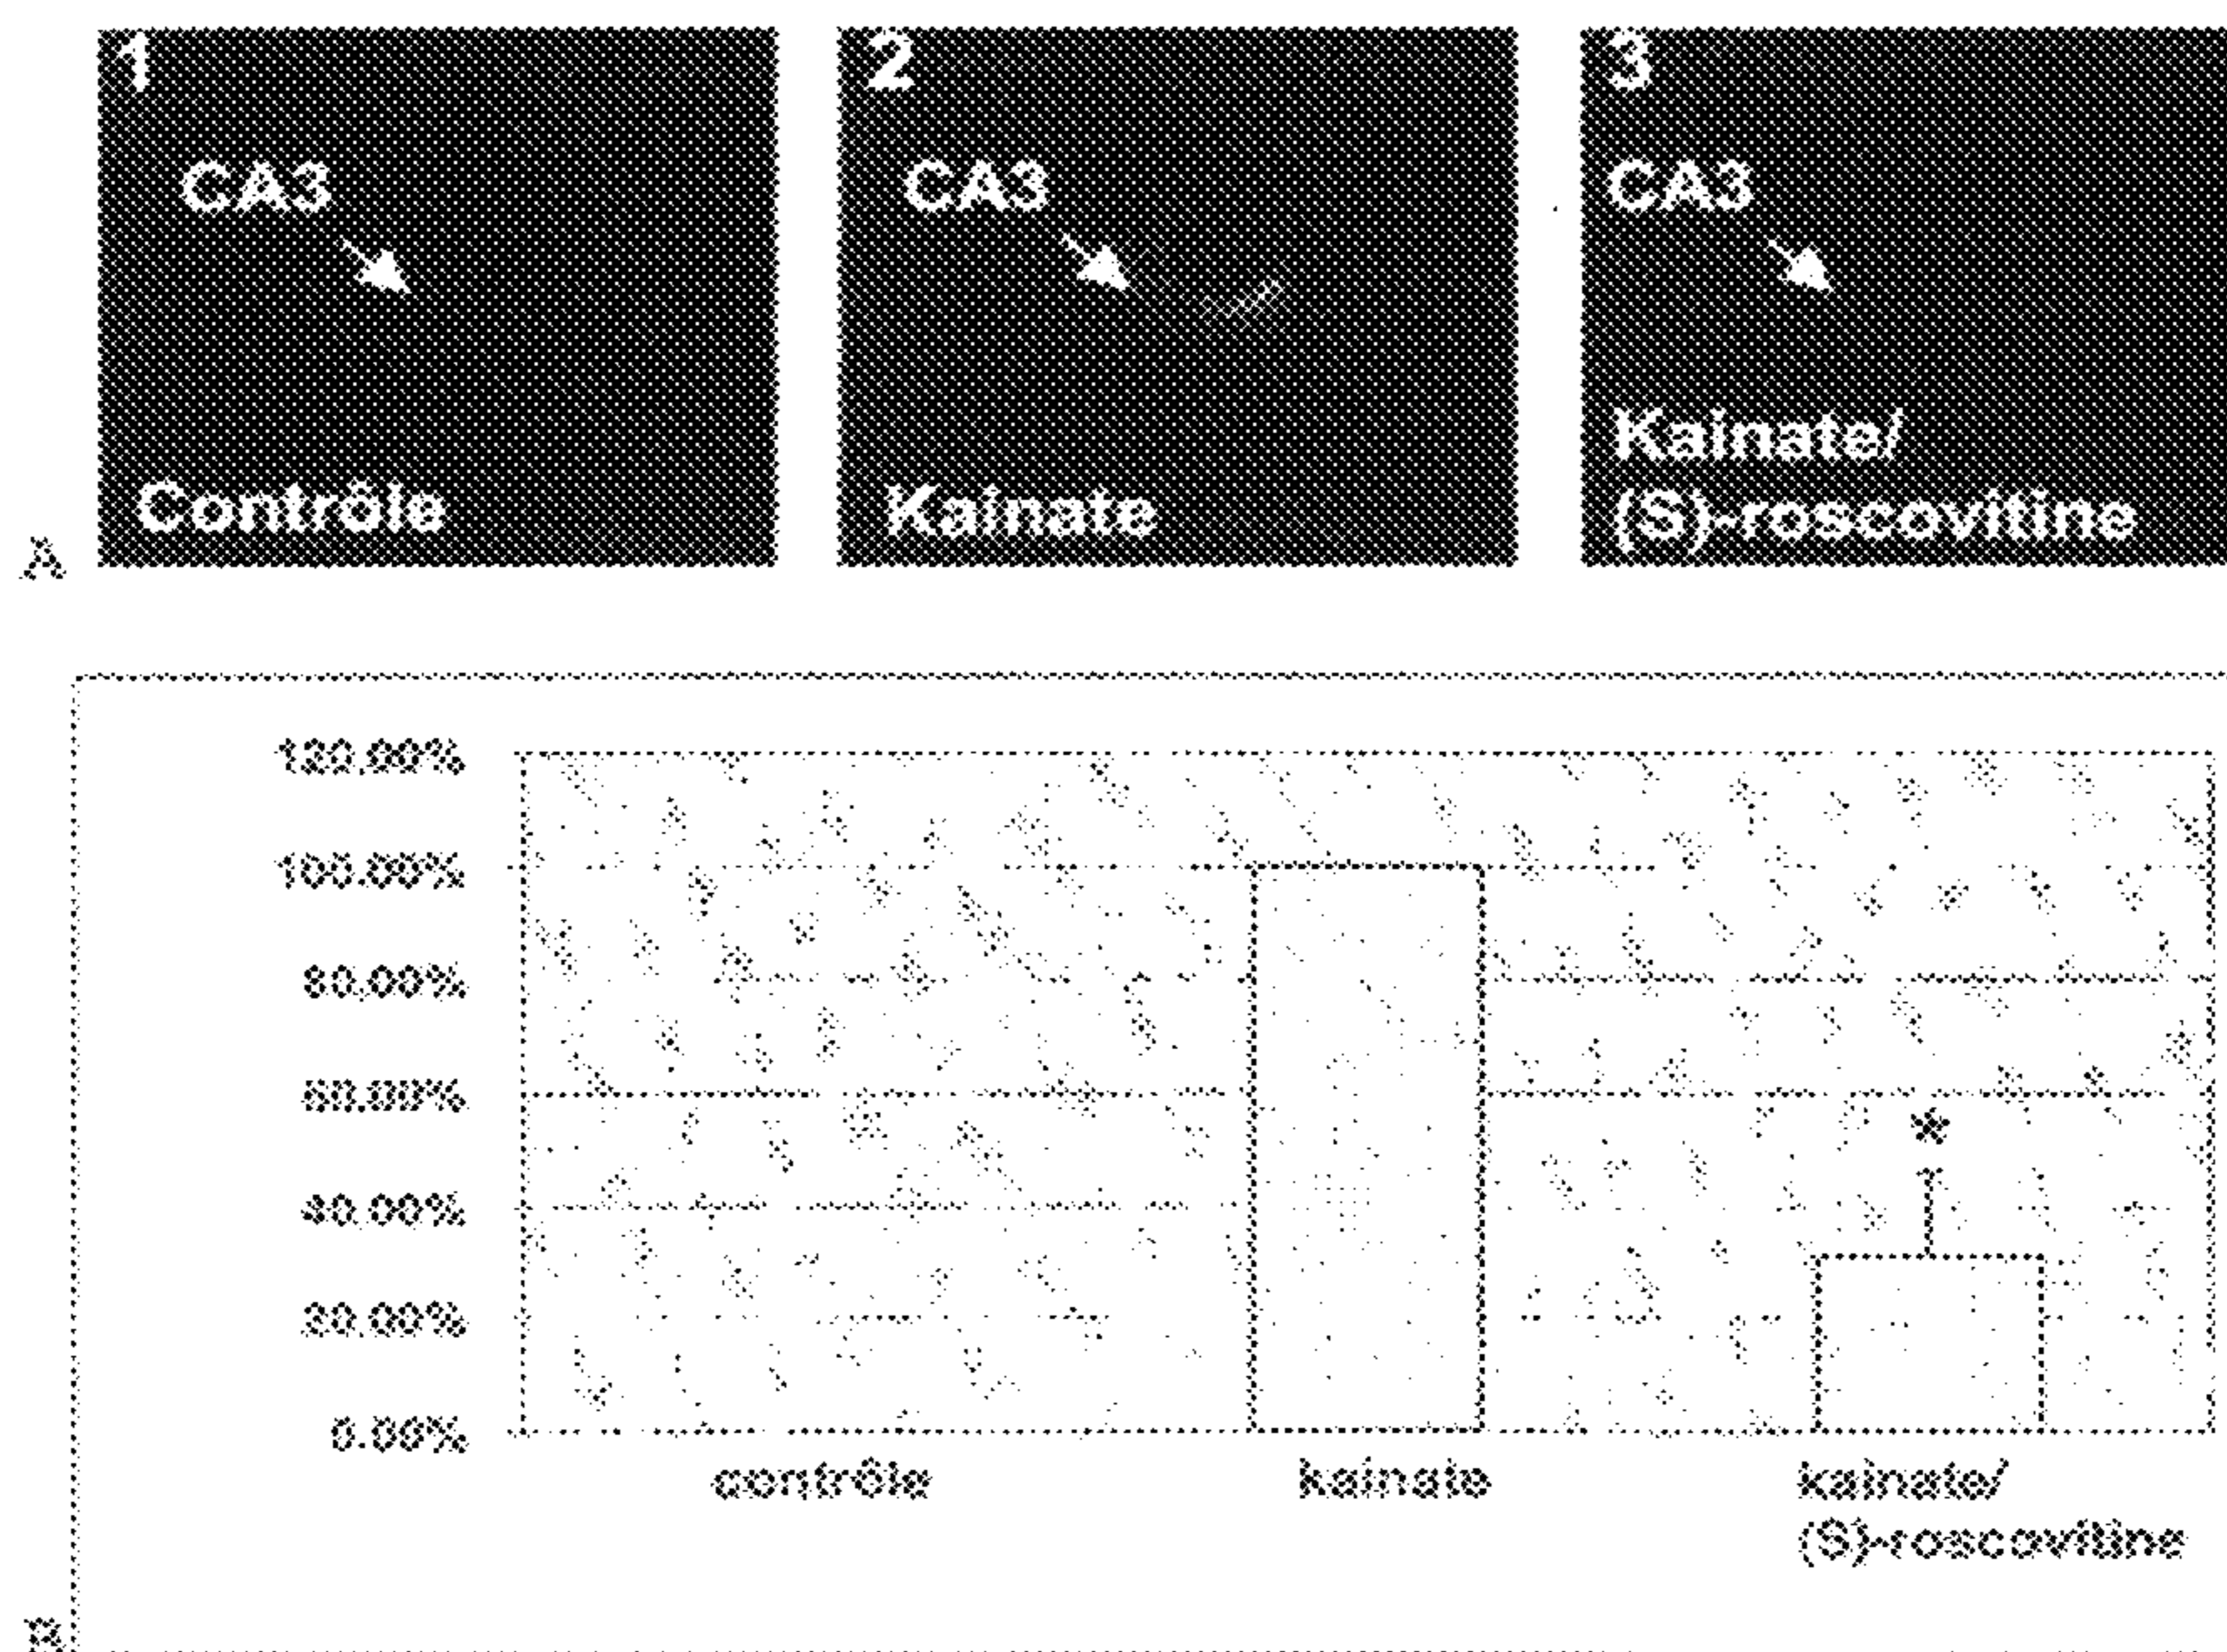 1
CA3
Contrôle
2
CA3
Kainate
3
CA3
Kainate/
(S)-roscovitine
A
120.00%
100.00%
80.00%
60.00%
40.00%
20.00%
0.00%
*
contrôle
kainate
kainate/
(S)-roscovitine
B